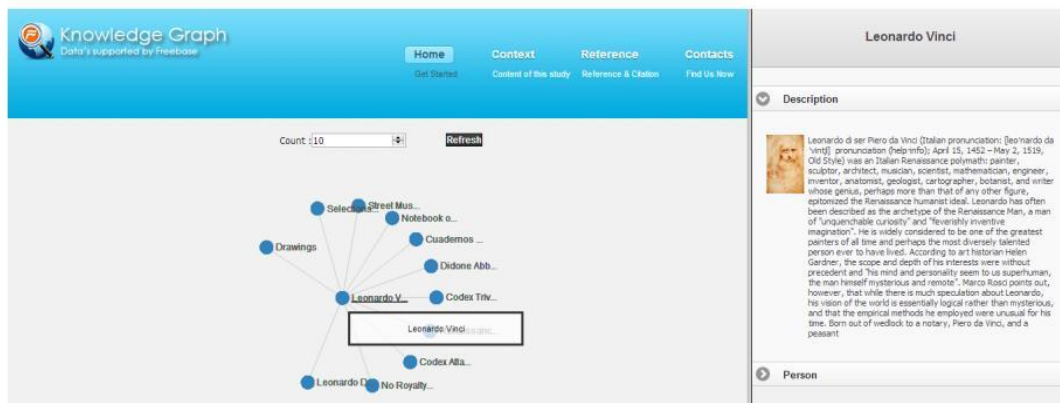 Knowledge Graph
Data's supported by Freebase
Home
Get Started
Context
Content of this study
Reference
Reference & Citation
Contacts
Find Us Now
Count : 10
Refresh
Street Mus...
Notebook o...
Cuadernos ...
Drawings
Didone Abb...
Leonardo V...
Codex Triv...
Leonardo Vinci
Codex Atla...
Leonardo D
No Royalty...
Leonardo Vinci
Description
Leonardo di ser Piero da Vinci (Italian pronunciation: [leoˈnardo da
ˈvintʃi] pronunciation (help·info); April 15, 1452 – May 2, 1519,
Old Style) was an Italian Renaissance polymath: painter,
sculptor, architect, musician, scientist, mathematician, engineer,
inventor, anatomist, geologist, cartographer, botanist, and writer
whose genius, perhaps more than that of any other figure,
epitomized the Renaissance humanist ideal. Leonardo has often
been described as the archetype of the Renaissance Man, a man
of "unquenchable curiosity" and "feverishly inventive
imagination". He is widely considered to be one of the greatest
painters of all time and perhaps the most diversely talented
person ever to have lived. According to art historian Helen
Gardner, the scope and depth of his interests were without
precedent and "his mind and personality seem to us superhuman,
the man himself mysterious and remote". Marco Rosci points out,
however, that while there is much speculation about Leonardo,
his vision of the world is essentially logical rather than mysterious,
and that the empirical methods he employed were unusual for his
time. Born out of wedlock to a notary, Piero da Vinci, and a
peasant
Person